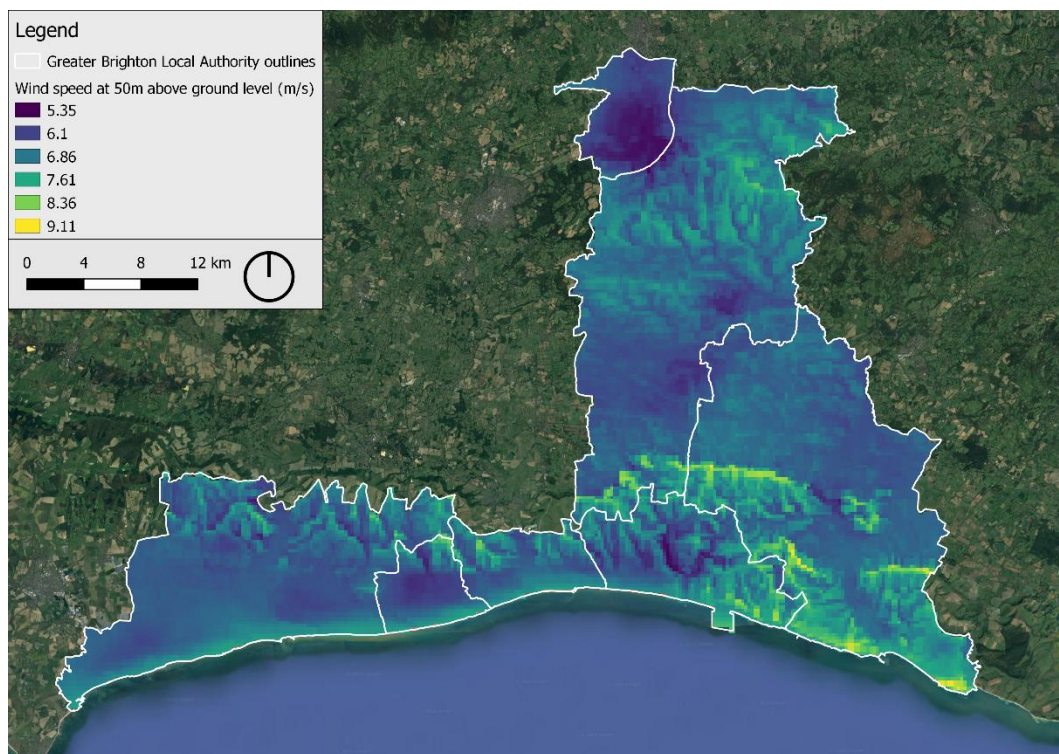 Legend
Greater Brighton Local Authority outlines
Wind speed at 50m above ground level (m/s)
5.35
6.1
6.86
7.61
8.36
9.11
0 4 8 12 km